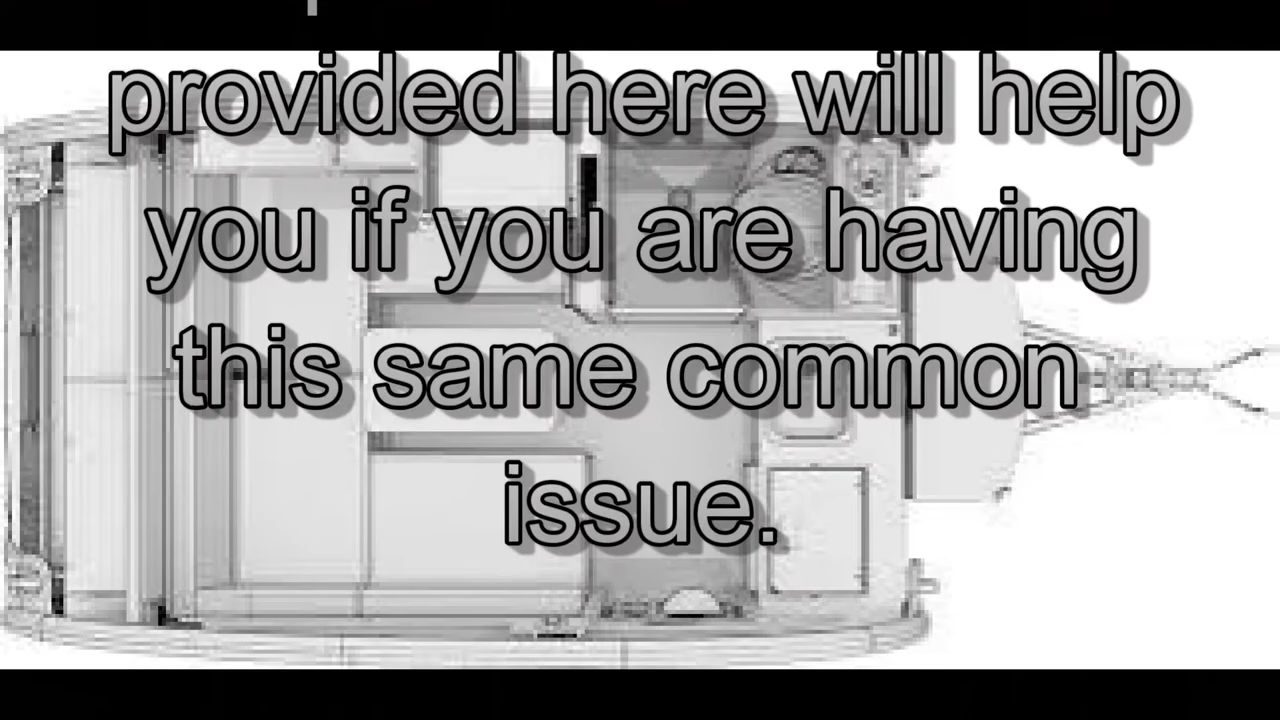 provided here will help
you if you are having
this same common
issue.